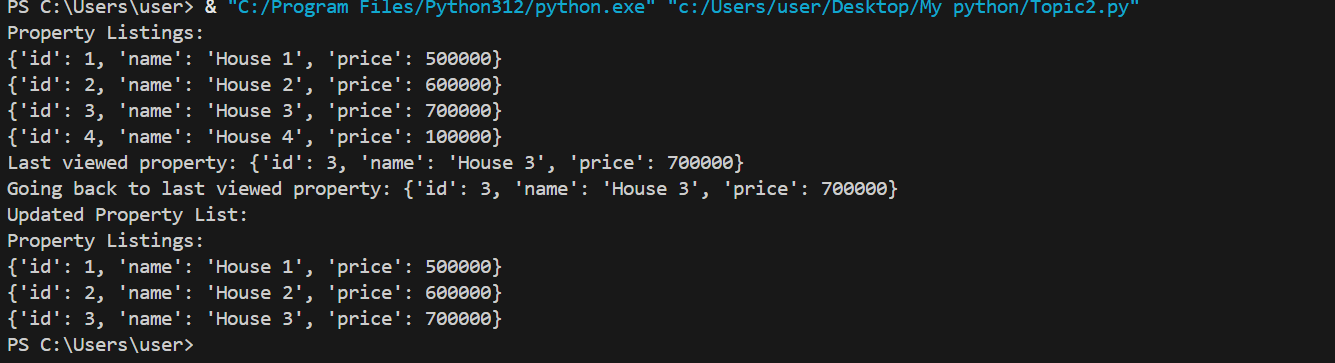 PS C:\Users\user> & "C:/Program Files/Python312/python.exe" "c:/Users/user/Desktop/My python/Topic2.py"
Property Listings:
{'id': 1, 'name': 'House 1', 'price': 500000}
{'id': 2, 'name': 'House 2', 'price': 600000}
{'id': 3, 'name': 'House 3', 'price': 700000}
{'id': 4, 'name': 'House 4', 'price': 100000}
Last viewed property: {'id': 3, 'name': 'House 3', 'price': 700000}
Going back to last viewed property: {'id': 3, 'name': 'House 3', 'price': 700000}
Updated Property List:
Property Listings:
{'id': 1, 'name': 'House 1', 'price': 500000}
{'id': 2, 'name': 'House 2', 'price': 600000}
{'id': 3, 'name': 'House 3', 'price': 700000}
PS C:\Users\user>